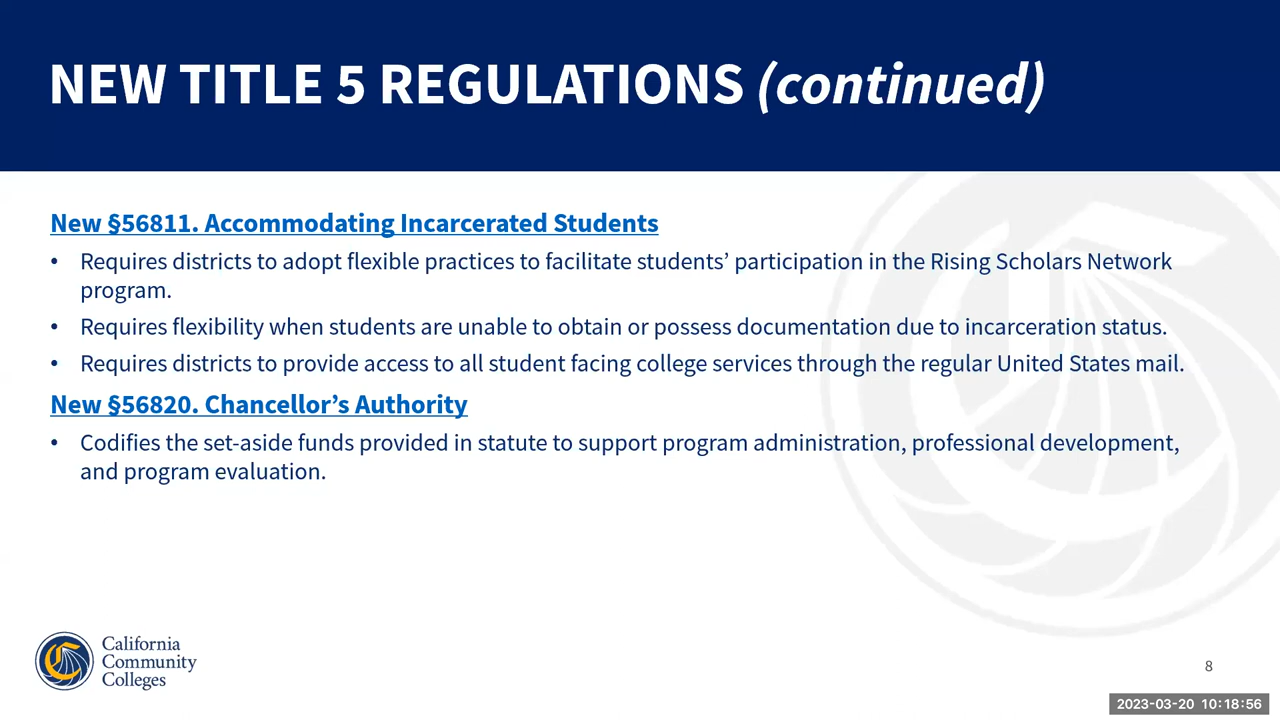 NEW TITLE 5 REGULATIONS (continued)
New §56811. Accommodating Incarcerated Students
• Requires districts to adopt flexible practices to facilitate students’ participation in the Rising Scholars Network
program.
• Requires flexibility when students are unable to obtain or possess documentation due to incarceration status.
• Requires districts to provide access to all student facing college services through the regular United States mail.
New §56820. Chancellor’s Authority
• Codifies the set-aside funds provided in statute to support program administration, professional development,
and program evaluation.
California
Community
Colleges
8
2023-03-20 10:18:56